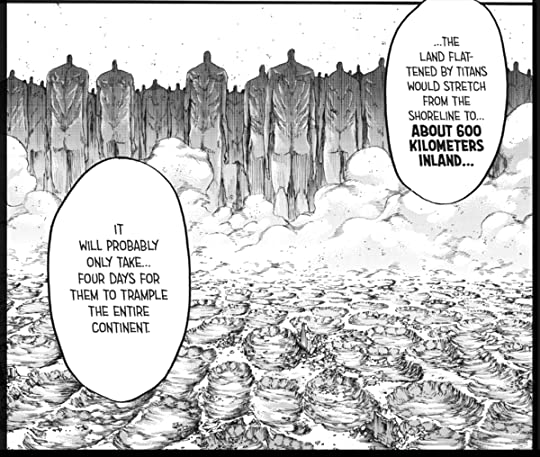 ...THE
LAND FLAT-
TENED BY TITANS
WOULD STRETCH
FROM THE
SHORELINE TO...
ABOUT 600
KILOMETERS
INLAND...
IT
WILL PROBABLY
ONLY TAKE...
FOUR DAYS FOR
THEM TO TRAMPLE
THE ENTIRE
CONTINENT.